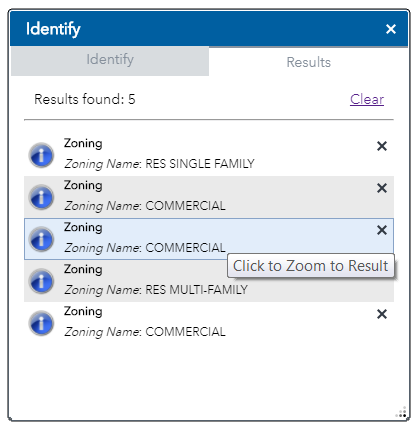 Identify
Identify Results
Results found: 5 Clear
Zoning
Zoning Name: RES SINGLE FAMILY
Zoning
Zoning Name: COMMERCIAL
Zoning
Zoning Name: COMMERCIAL
Click to Zoom to Result
Zoning
Zoning Name: RES MULTI-FAMILY
Zoning
Zoning Name: COMMERCIAL